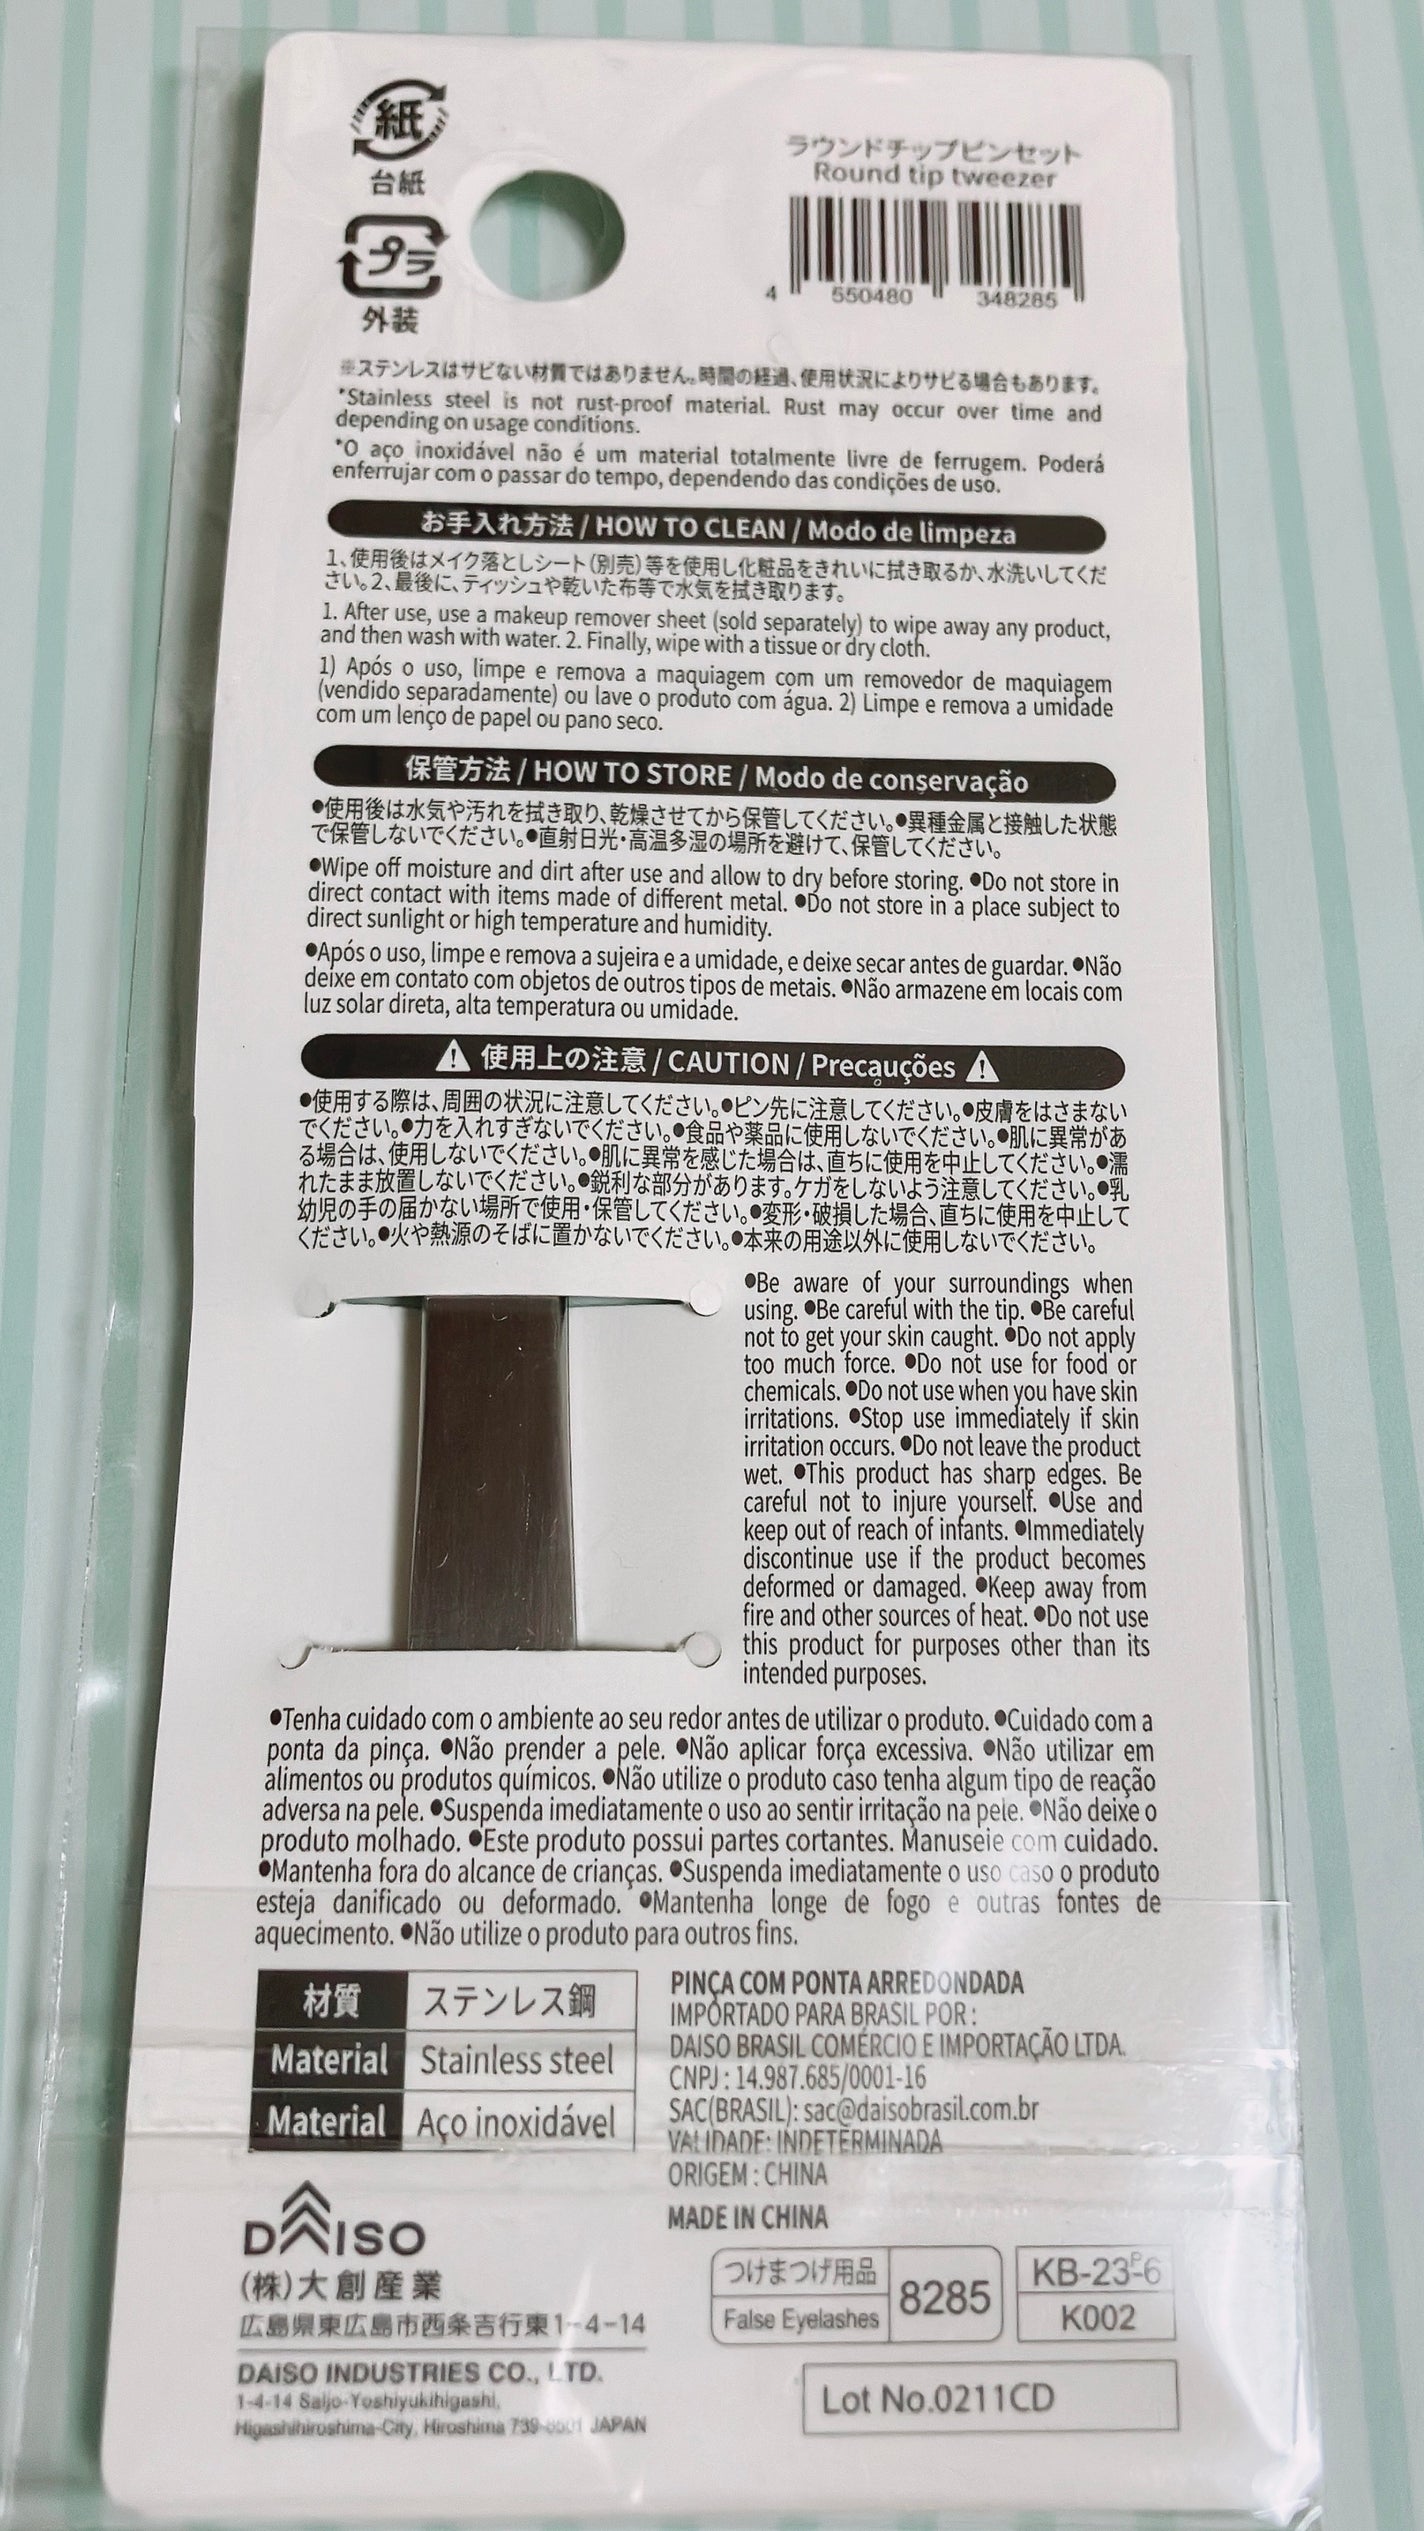 紙
台紙
プラ
外装
ラウンドチップピンセット
Round tip tweezer
4 550480 348285
※ステンレスはサビない材質ではありません。時間の経過、使用状況によりサビる場合もあります。
*Stainless steel is not rust-proof material. Rust may occur over time and
depending on usage conditions.
*O aço inoxidável não é um material totalmente livre de ferrugem. Poderá
enferrujar com o passar do tempo, dependendo das condições de uso.
お手入れ方法 / HOW TO CLEAN / Modo de limpeza
1、使用後はメイク落としシート(別売)等を使用し化粧品をきれいに拭き取るか、水洗いしてくだ
さい。2、最後に、ティッシュや乾いた布等で水気を拭き取ります。
1. After use, use a makeup remover sheet (sold separately) to wipe away any product,
and then wash with water. 2. Finally, wipe with a tissue or dry cloth.
1) Após o uso, limpe e remova a maquiagem com um removedor de maquiagem
(vendido separadamente) ou lave o produto com água. 2) Limpe e remova a umidade
com um lenço de papel ou pano seco.
保管方法 / HOW TO STORE / Modo de conservação
●使用後は水気や汚れを拭き取り、乾燥させてから保管してください。●異種金属と接触した状態
で保管しないでください。●直射日光・高温多湿の場所を避けて、保管してください。
●Wipe off moisture and dirt after use and allow to dry before storing. ●Do not store in
direct contact with items made of different metal. ●Do not store in a place subject to
direct sunlight or high temperature and humidity.
●Após o uso, limpe e remova a sujeira e a umidade, e deixe secar antes de guardar. ●Não
deixe em contato com objetos de outros tipos de metais. ●Não armazene em locais com
luz solar direta, alta temperatura ou umidade.
⚠ 使用上の注意 / CAUTION / Precauções ⚠
●使用する際は、周囲の状況に注意してください。●ピン先に注意してください。●皮膚をはさまない
でください。●力を入れすぎないでください。●食品や薬品に使用しないでください。●肌に異常があ
る場合は、使用しないでください。●肌に異常を感じた場合は、直ちに使用を中止してください。●濡
れたまま放置しないでください。●鋭利な部分があります。ケガをしないよう注意してください。●乳
幼児の手の届かない場所で使用・保管してください。●変形・破損した場合、直ちに使用を中止して
ください。●火や熱源のそばに置かないでください。●本来の用途以外に使用しないでください。
●Be aware of your surroundings when
using. ●Be careful with the tip. ●Be careful
not to get your skin caught. ●Do not apply
too much force. ●Do not use for food or
chemicals. ●Do not use when you have skin
irritations. ●Stop use immediately if skin
irritation occurs. ●Do not leave the product
wet. ●This product has sharp edges. Be
careful not to injure yourself. ●Use and
keep out of reach of infants. ●Immediately
discontinue use if the product becomes
deformed or damaged. ●Keep away from
fire and other sources of heat. ●Do not use
this product for purposes other than its
intended purposes.
●Tenha cuidado com o ambiente ao seu redor antes de utilizar o produto. ●Cuidado com a
ponta da pinça. ●Não prender a pele. ●Não aplicar força excessiva. ●Não utilizar em
alimentos ou produtos químicos. ●Não utilize o produto caso tenha algum tipo de reação
adversa na pele. ●Suspenda imediatamente o uso ao sentir irritação na pele. ●Não deixe o
produto molhado. ●Este produto possui partes cortantes. Manuseie com cuidado.
●Mantenha fora do alcance de crianças. ●Suspenda imediatamente o uso caso o produto
esteja danificado ou deformado. ●Mantenha longe de fogo e outras fontes de
aquecimento. ●Não utilize o produto para outros fins.
材質 ステンレス鋼
Material Stainless steel
Material Aço inoxidável
PINÇA COM PONTA ARREDONDADA
IMPORTADO PARA BRASIL POR :
DAISO BRASIL COMÉRCIO E IMPORTAÇÃO LTDA.
CNPJ : 14.987.685/0001-16
SAC(BRASIL): sac@daisobrasil.com.br
VALIDADE: INDETERMINADA
ORIGEM : CHINA
MADE IN CHINA
DAISO
(株)大創産業
広島県東広島市西条吉行東1-4-14
DAISO INDUSTRIES CO., LTD.
1-4-14 Saijo-Yoshiyukihigashi,
Higashihiroshima-City, Hiroshima 739-8501 JAPAN
つけまつげ用品
False Eyelashes
8285
KB-23-P6
K002
Lot No.0211CD